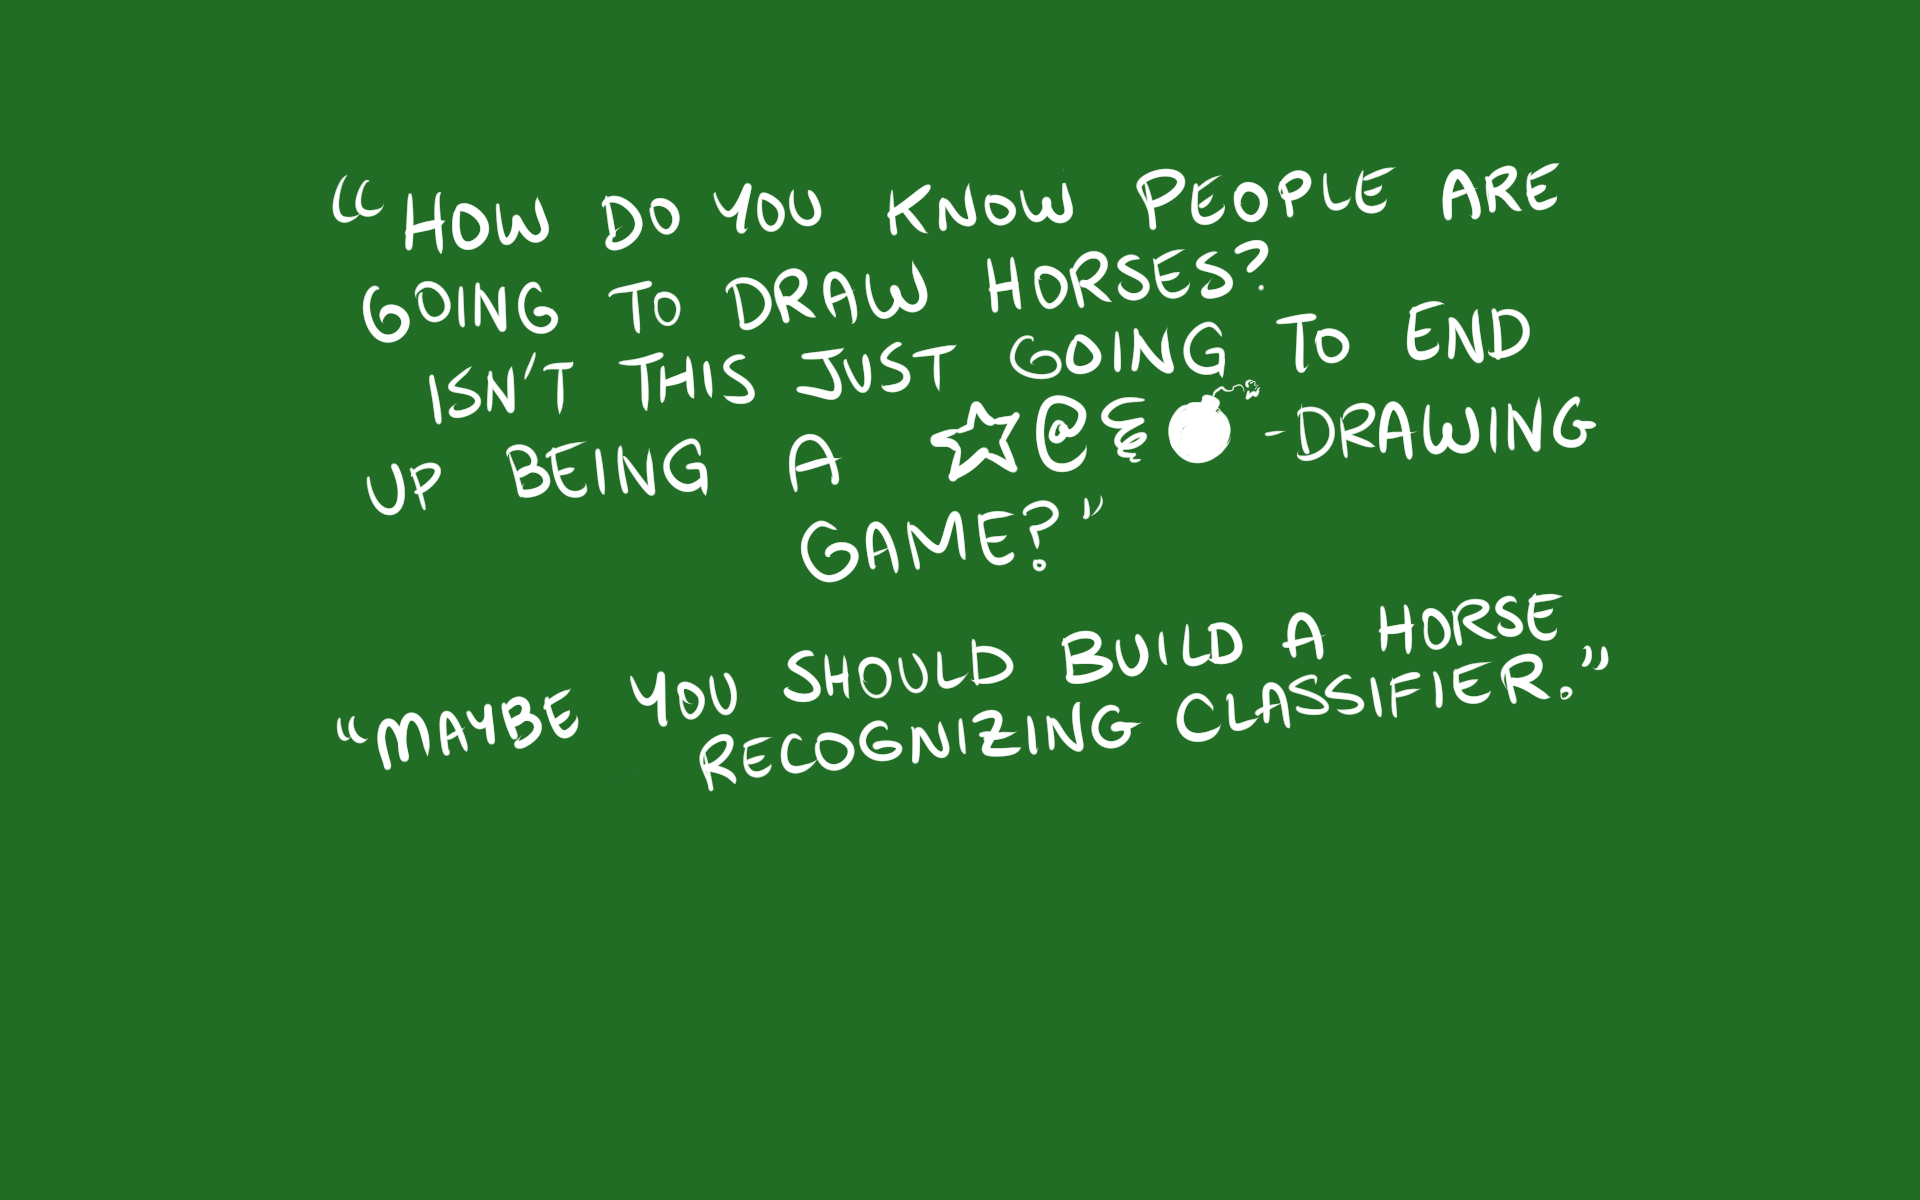 “HOW DO YOU KNOW PEOPLE ARE
GOING TO DRAW HORSES?
ISN'T THIS JUST GOING TO END
UP BEING A ☆@§💣-DRAWING
GAME?”
“MAYBE YOU SHOULD BUILD A HORSE
RECOGNIZING CLASSIFIER.”